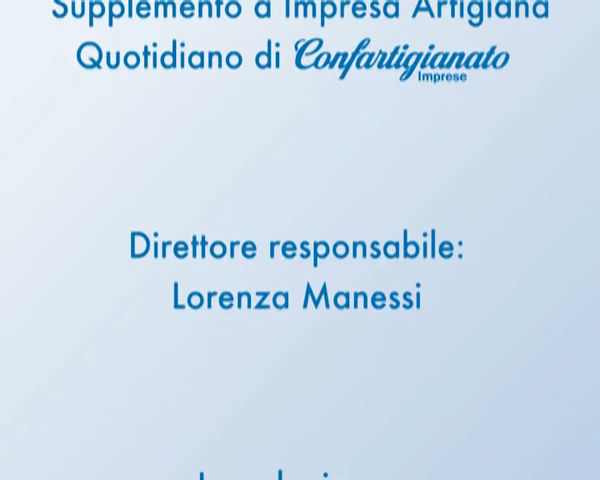 Supplemento a Impresa Artigiana
Quotidiano di Confartigianato
Imprese
Direttore responsabile:
Lorenza Manessi